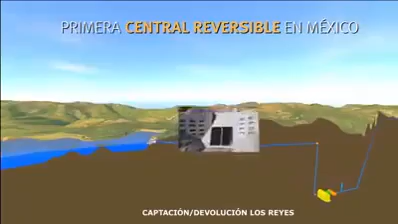 PRIMERA CENTRAL REVERSIBLE EN MÉXICO
CAPTACIÓN/DEVOLUCIÓN LOS REYES